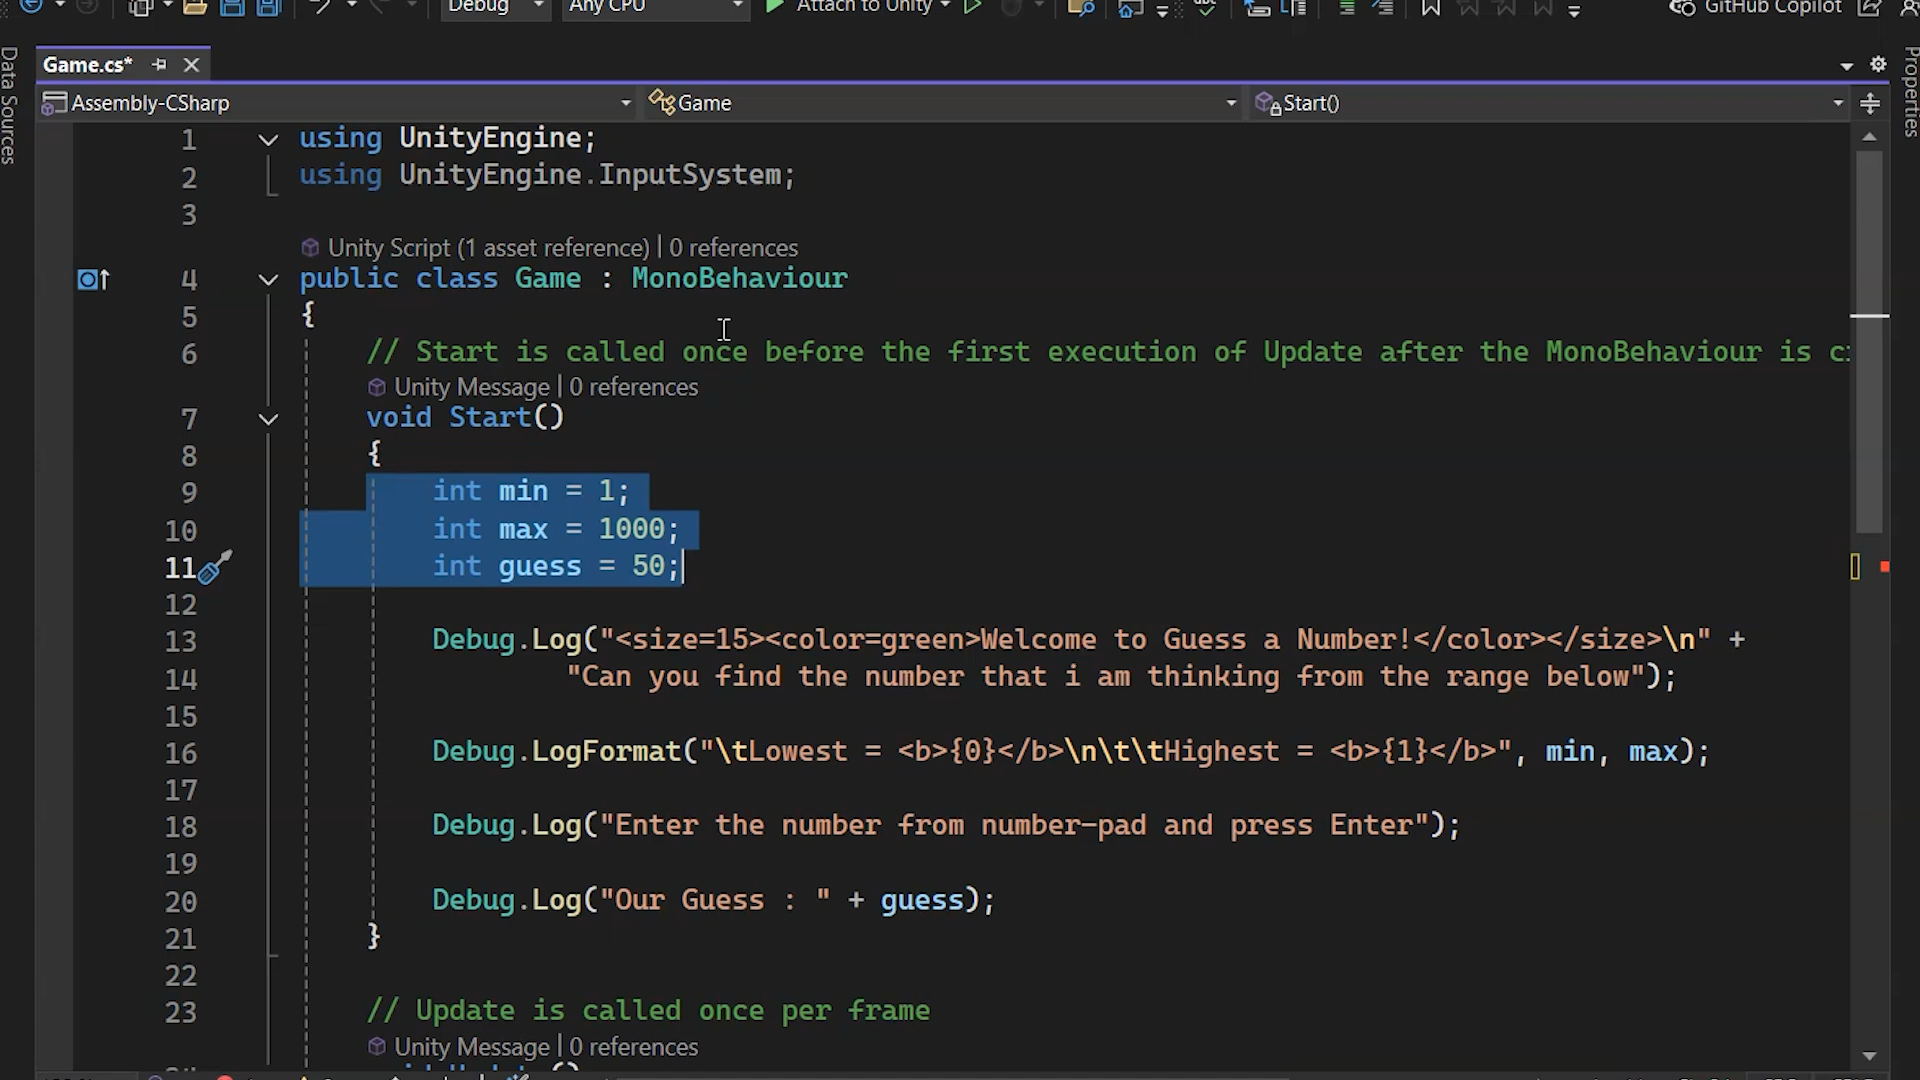 Debug Any CPU Attach to Unity GitHub Copilot
Data Sources
Properties
Game.cs*
Assembly-CSharp Game Start()
1 using UnityEngine;
2 using UnityEngine.InputSystem;
3
Unity Script (1 asset reference) | 0 references
4 public class Game : MonoBehaviour
5 {
6 // Start is called once before the first execution of Update after the MonoBehaviour is
Unity Message | 0 references
7 void Start()
8 {
9 int min = 1;
10 int max = 1000;
11 int guess = 50;
12
13 Debug.Log("<size=15><color=green>Welcome to Guess a Number!</color></size>\n" +
14 "Can you find the number that i am thinking from the range below");
15
16 Debug.LogFormat("\tLowest = <b>{0}</b>\n\t\tHighest = <b>{1}</b>", min, max);
17
18 Debug.Log("Enter the number from number-pad and press Enter");
19
20 Debug.Log("Our Guess : " + guess);
21 }
22
23 // Update is called once per frame
Unity Message | 0 references